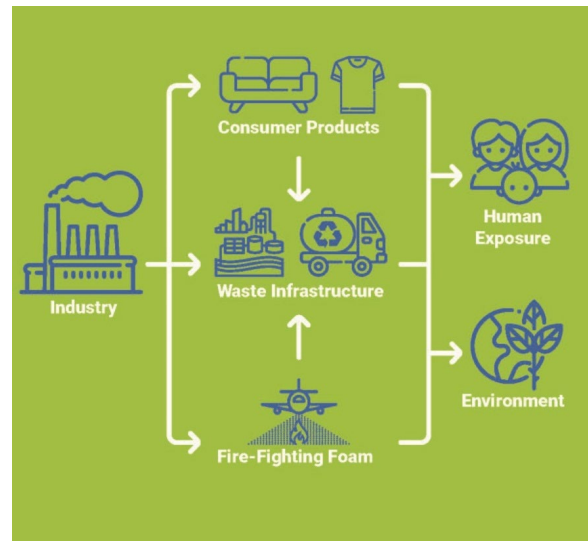 Consumer Products
Human
Exposure
Industry
Waste Infrastructure
Environment
Fire-Fighting Foam